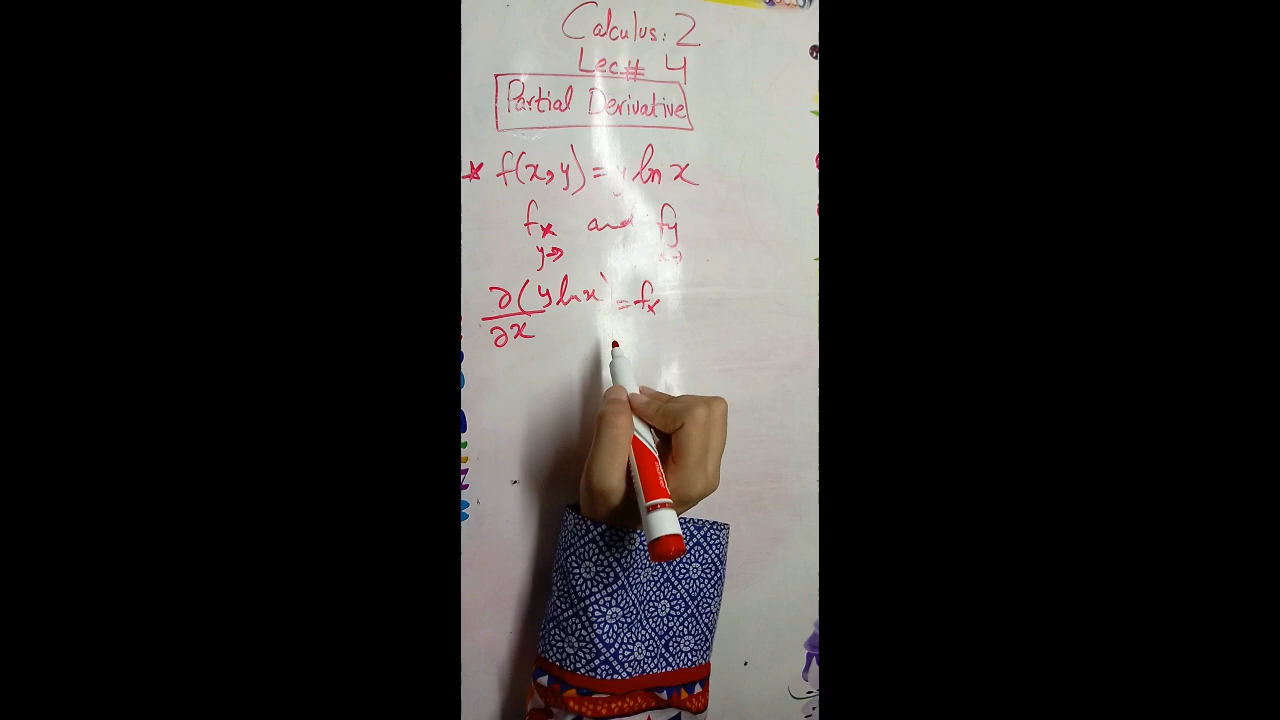 Calculus: 2
Lec# 4
Partial Derivative
* f(x,y) = y ln x
fx and fy
y→ x→
∂(y ln x) = fx
∂x